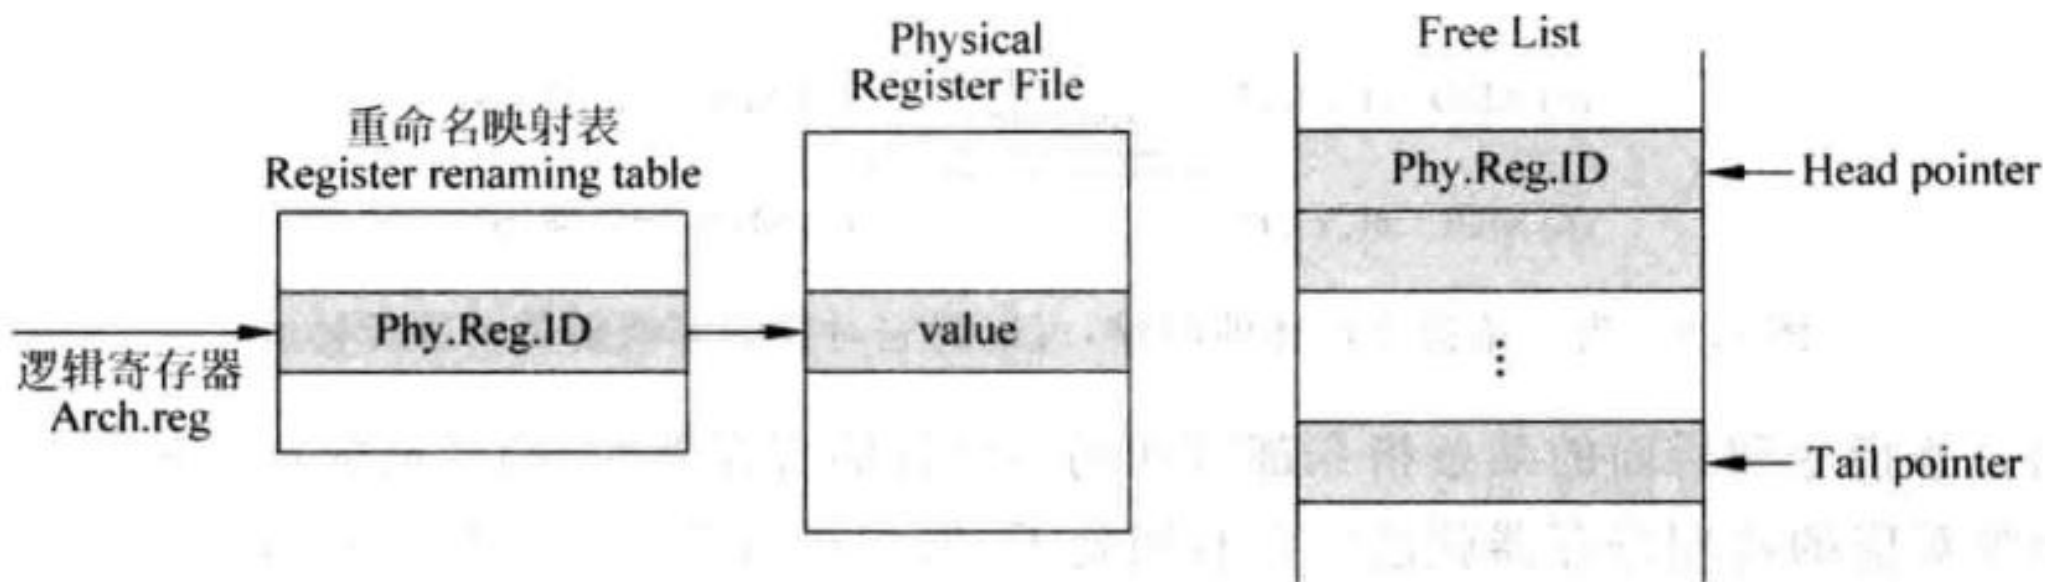 重命名映射表
Register renaming table
逻辑寄存器
Arch.reg
Phy.Reg.ID
Physical
Register File
value
Free List
Phy.Reg.ID
⋮
Head pointer
Tail pointer